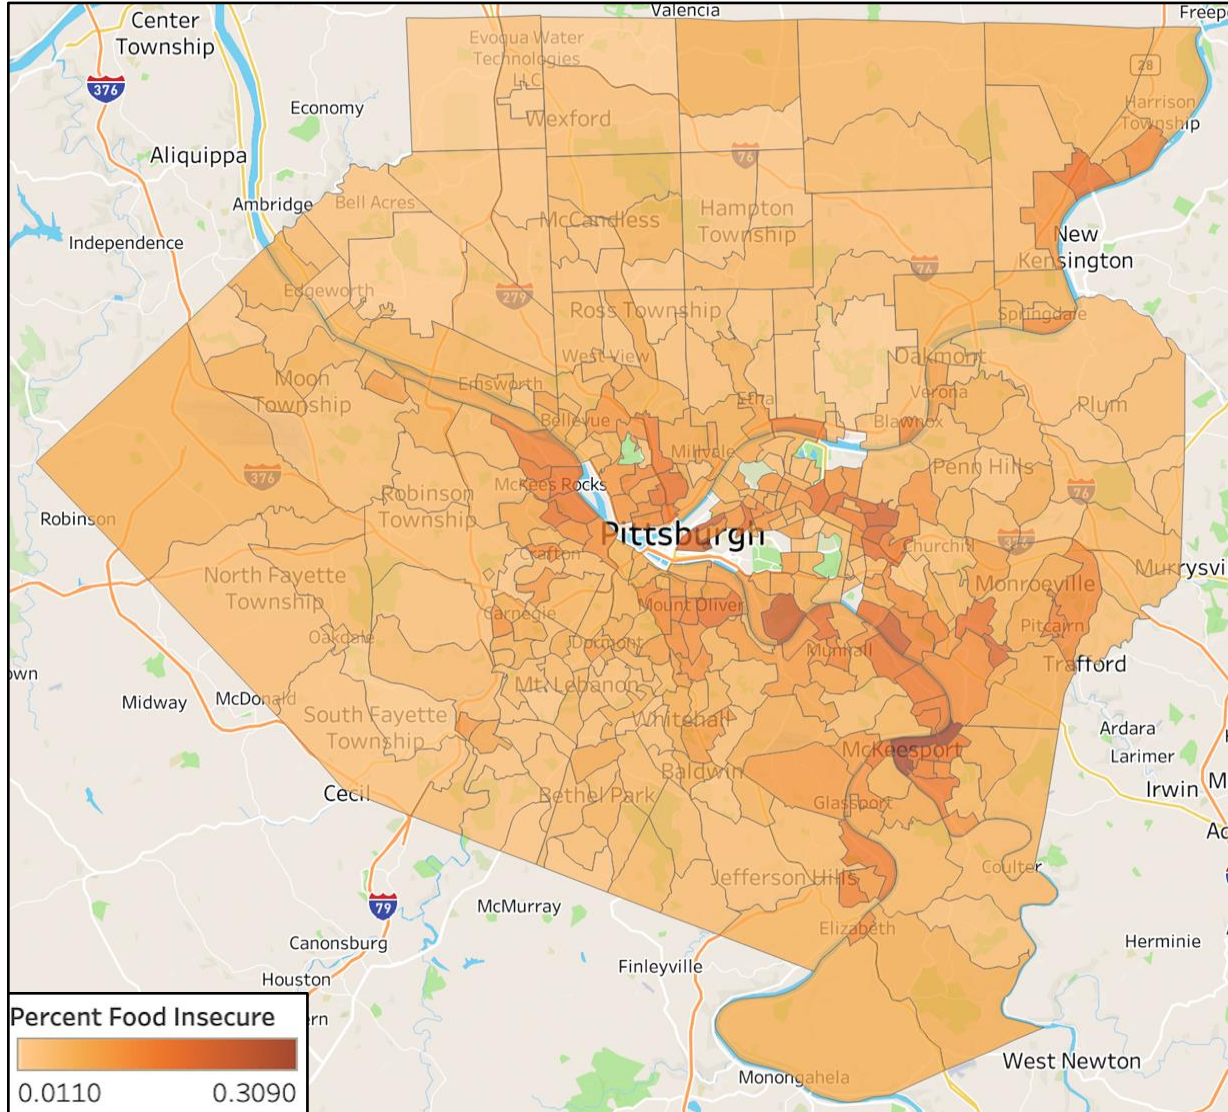 Valencia
Freep
Center
Township
Evoqua Water
Technologies
LLC
28
376
Economy
Harrison
Township
Wexford
Aliquippa
76
Ambridge
Bell Acres
McCandless
Hampton
Township
Independence
New
Kensington
76
Edgeworth
279
Ross Township
Springdale
West View
Oakmont
Moon
Township
Emsworth
Etna
Verona
Plum
Bellevue
Blawnox
Millvale
Penn Hills
376
McKees Rocks
76
Robinson
Township
Robinson
Pittsburgh
376
Crafton
Churchill
Murrysvi
North Fayette
Township
Monroeville
Carnegie
Mount Oliver
Pitcairn
Oakdale
Dormont
Munhall
Trafford
own
Mt. Lebanon
Midway
McDonald
South Fayette
Township
Whitehall
Ardara
McKeesport
Larimer
Baldwin
Cecil
Bethel Park
Glassport
Irwin
M
Ac
Coulter
Jefferson Hills
79
McMurray
Elizabeth
Canonsburg
Herminie
Finleyville
Houston
ern
Percent Food Insecure
0.0110
0.3090
West Newton
Monongahela